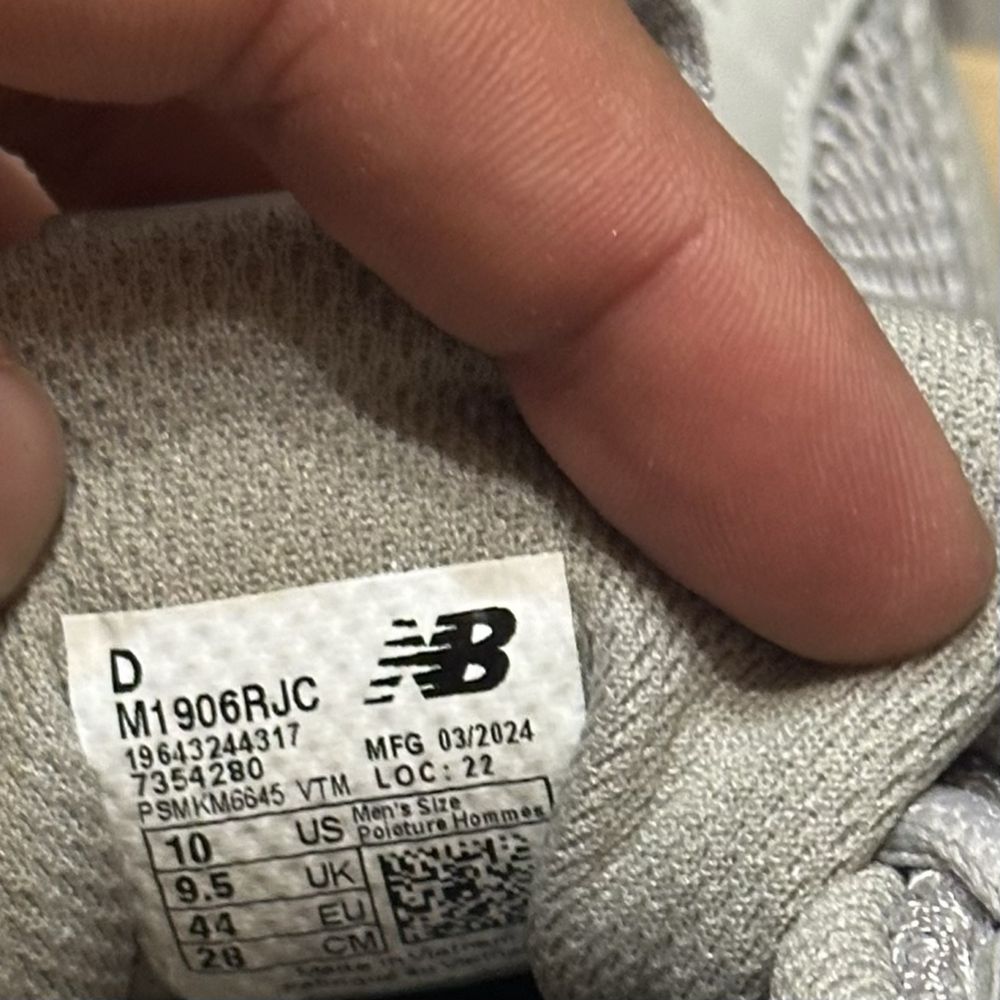 D
M1906RJC
19643244317
7354280
PSMKM6645 VTM
NB
MFG 03/2024
LOC: 22
Men's Size
Pointure Hommes
10 US
9.5 UK
44 EU
28 CM